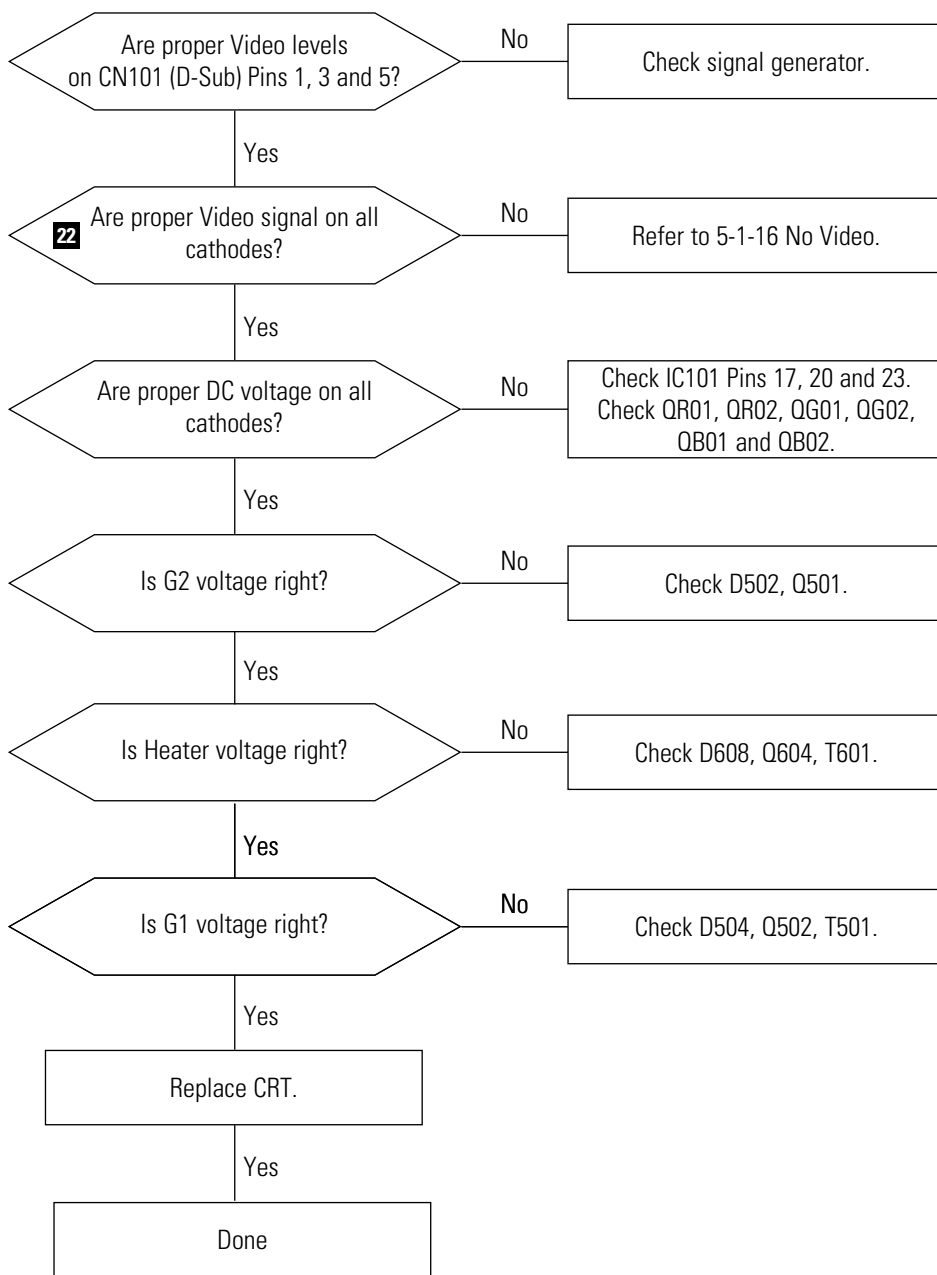 Are proper Video levels
on CN101 (D-Sub) Pins 1, 3 and 5?
No
Check signal generator.
Yes
22
Are proper Video signal on all
cathodes?
No
Refer to 5-1-16 No Video.
Yes
Are proper DC voltage on all
cathodes?
No
Check IC101 Pins 17, 20 and 23.
Check QR01, QR02, QG01, QG02,
QB01 and QB02.
Yes
Is G2 voltage right?
No
Check D502, Q501.
Yes
Is Heater voltage right?
No
Check D608, Q604, T601.
Yes
Is G1 voltage right?
No
Check D504, Q502, T501.
Yes
Replace CRT.
Yes
Done